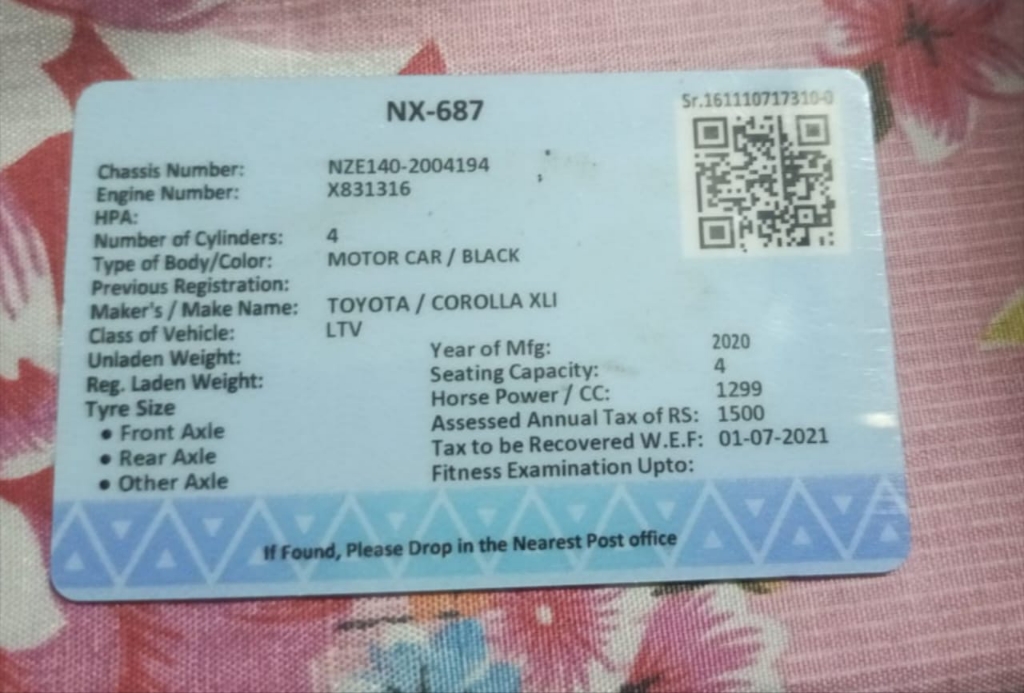 NX-687
Sr.161110717310-0
Chassis Number: NZE140-2004194
Engine Number: X831316
HPA:
Number of Cylinders: 4
Type of Body/Color: MOTOR CAR / BLACK
Previous Registration:
Maker's / Make Name: TOYOTA / COROLLA XLI
Class of Vehicle: LTV
Unladen Weight:
Reg. Laden Weight:
Tyre Size
• Front Axle
• Rear Axle
• Other Axle
Year of Mfg: 2020
Seating Capacity: 4
Horse Power / CC: 1299
Assessed Annual Tax of RS: 1500
Tax to be Recovered W.E.F: 01-07-2021
Fitness Examination Upto:
If Found, Please Drop in the Nearest Post office